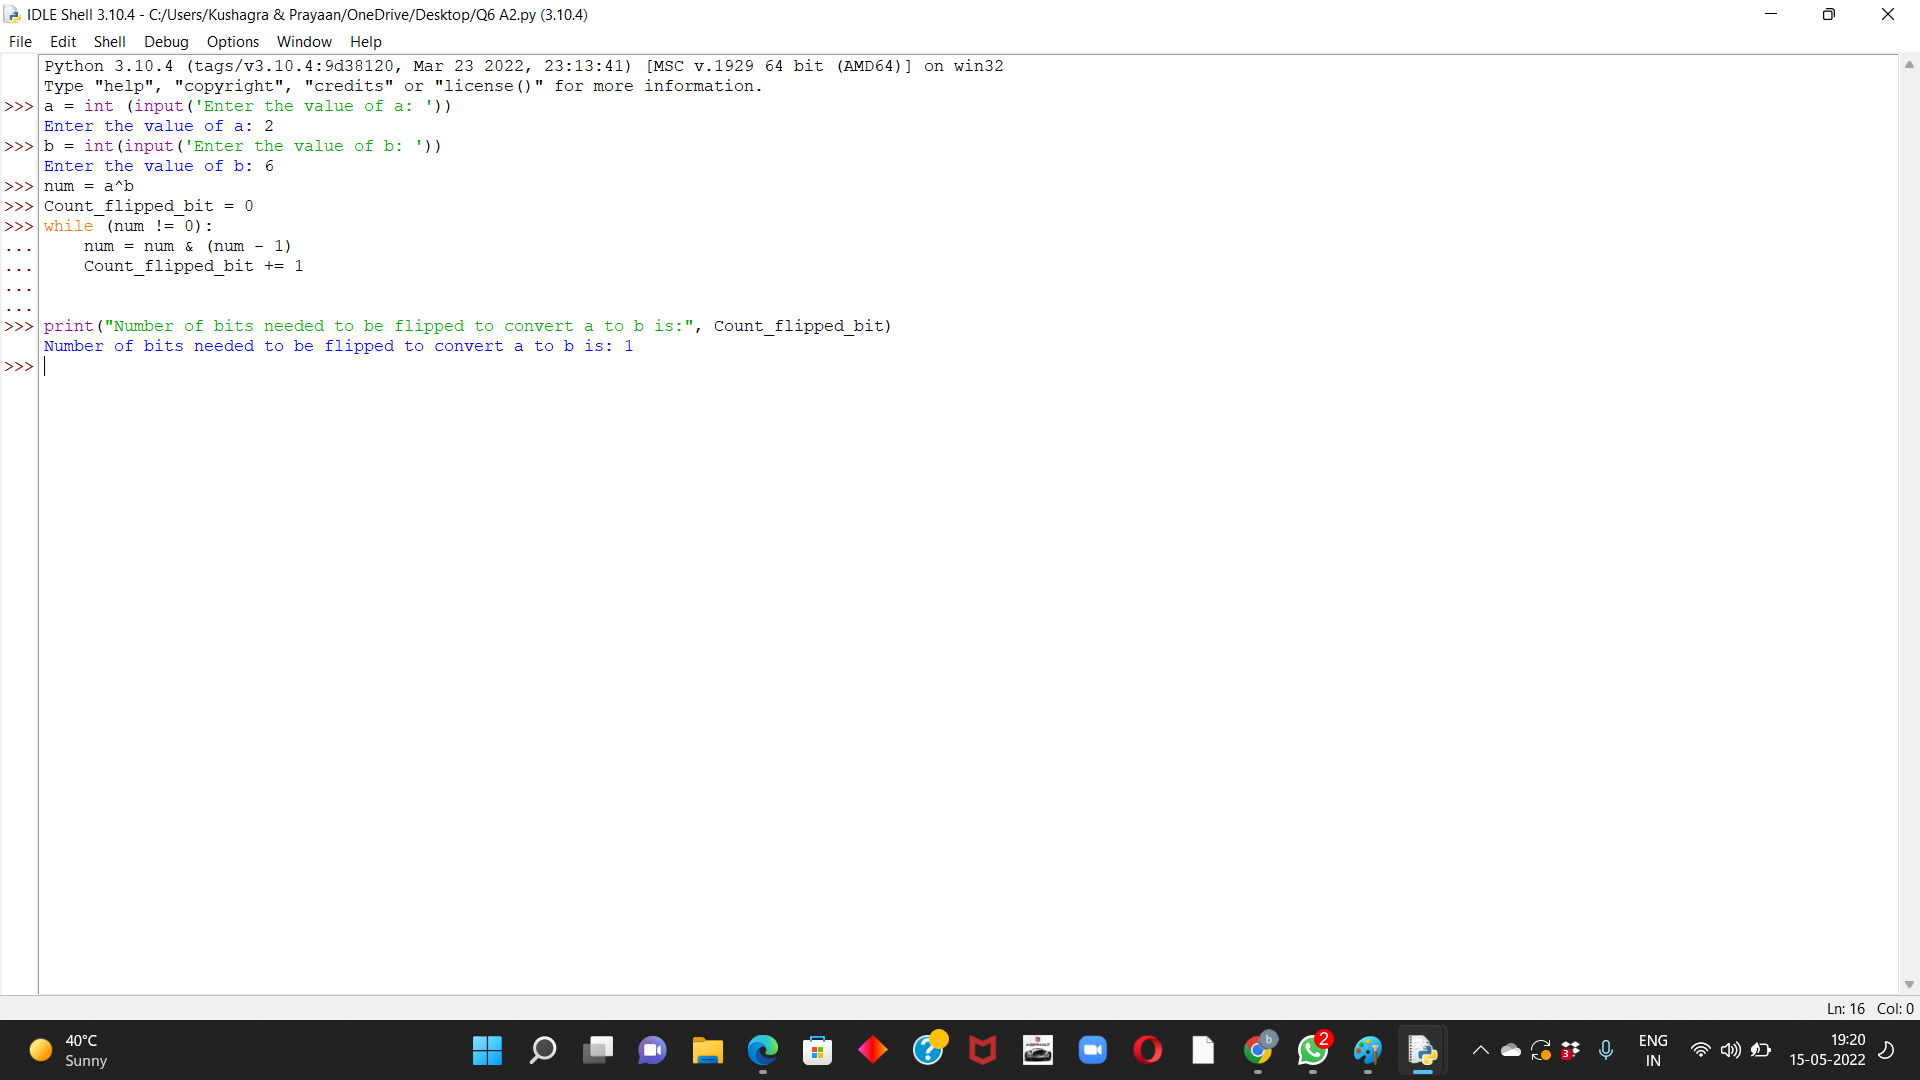 IDLE Shell 3.10.4 - C:/Users/Kushagra & Prayaan/OneDrive/Desktop/Q6 A2.py (3.10.4)
File Edit Shell Debug Options Window Help
Python 3.10.4 (tags/v3.10.4:9d38120, Mar 23 2022, 23:13:41) [MSC v.1929 64 bit (AMD64)] on win32
Type "help", "copyright", "credits" or "license()" for more information.
>>> a = int (input('Enter the value of a: '))
Enter the value of a: 2
>>> b = int(input('Enter the value of b: '))
Enter the value of b: 6
>>> num = a^b
>>> Count_flipped_bit = 0
>>> while (num != 0):
...     num = num & (num - 1)
...     Count_flipped_bit += 1
...
...
>>> print("Number of bits needed to be flipped to convert a to b is:", Count_flipped_bit)
Number of bits needed to be flipped to convert a to b is: 1
>>>
Ln: 16 Col: 0
40°C
Sunny
2
3
ENG
IN
19:20
15-05-2022